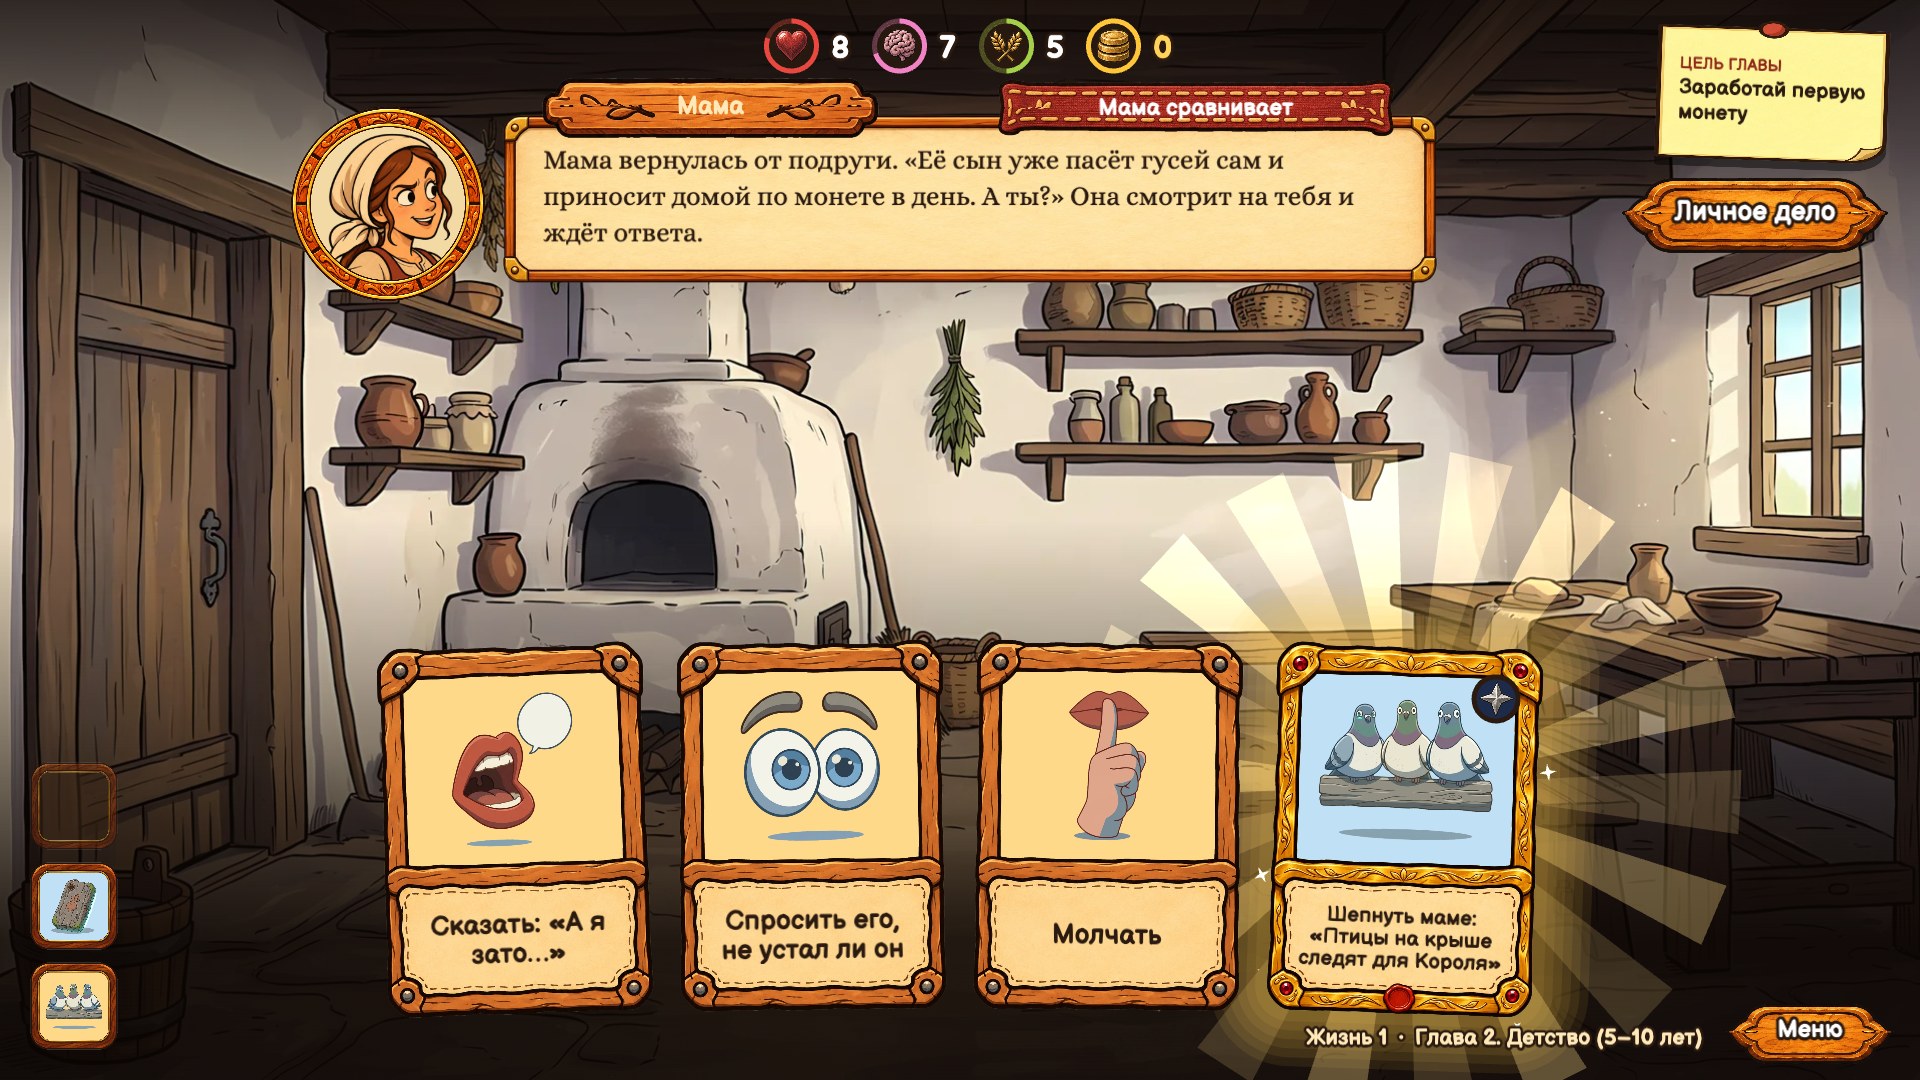 8 7 5 0
ЦЕЛЬ ГЛАВЫ
Заработай первую
монету
Мама
Мама сравнивает
Мама вернулась от подруги. «Её сын уже пасёт гусей сам и
приносит домой по монете в день. А ты?» Она смотрит на тебя и
ждёт ответа.
Личное дело
Сказать: «А я
зато...»
Спросить его,
не устал ли он
Молчать
Шепнуть маме:
«Птицы на крыше
следят для Короля»
Жизнь 1 · Глава 2. Детство (5–10 лет)
Меню